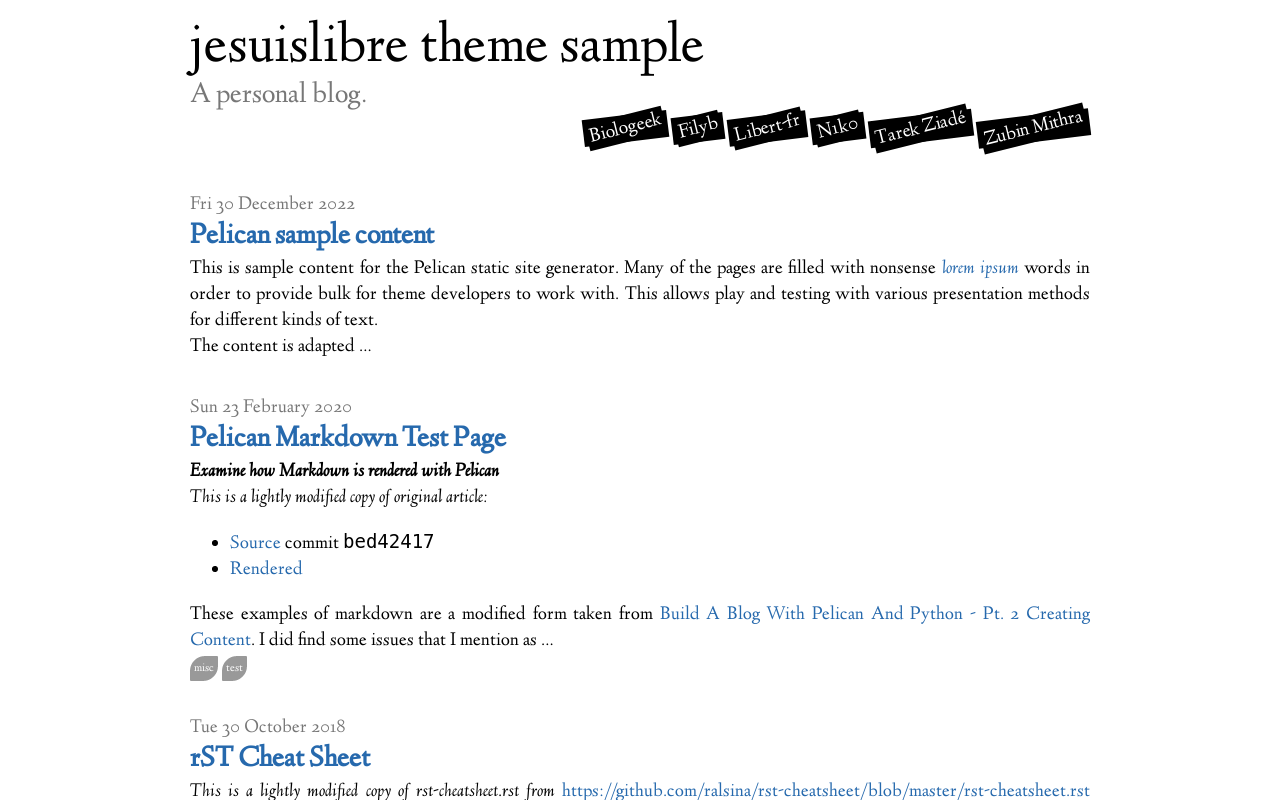 jesuislibre theme sample
A personal blog.
Biologeek Filyb Libert-fr N1k0 Tarek Ziadé Zubin Mithra
Fri 30 December 2022
Pelican sample content
This is sample content for the Pelican static site generator. Many of the pages are filled with nonsense lorem ipsum words in
order to provide bulk for theme developers to work with. This allows play and testing with various presentation methods
for different kinds of text.
The content is adapted ...
Sun 23 February 2020
Pelican Markdown Test Page
Examine how Markdown is rendered with Pelican
This is a lightly modified copy of original article:
Source commit bed42417
Rendered
These examples of markdown are a modified form taken from Build A Blog With Pelican And Python - Pt. 2 Creating
Content. I did find some issues that I mention as ...
misc test
Tue 30 October 2018
rST Cheat Sheet
This is a lightly modified copy of rst-cheatsheet.rst from https://github.com/ralsina/rst-cheatsheet/blob/master/rst-cheatsheet.rst